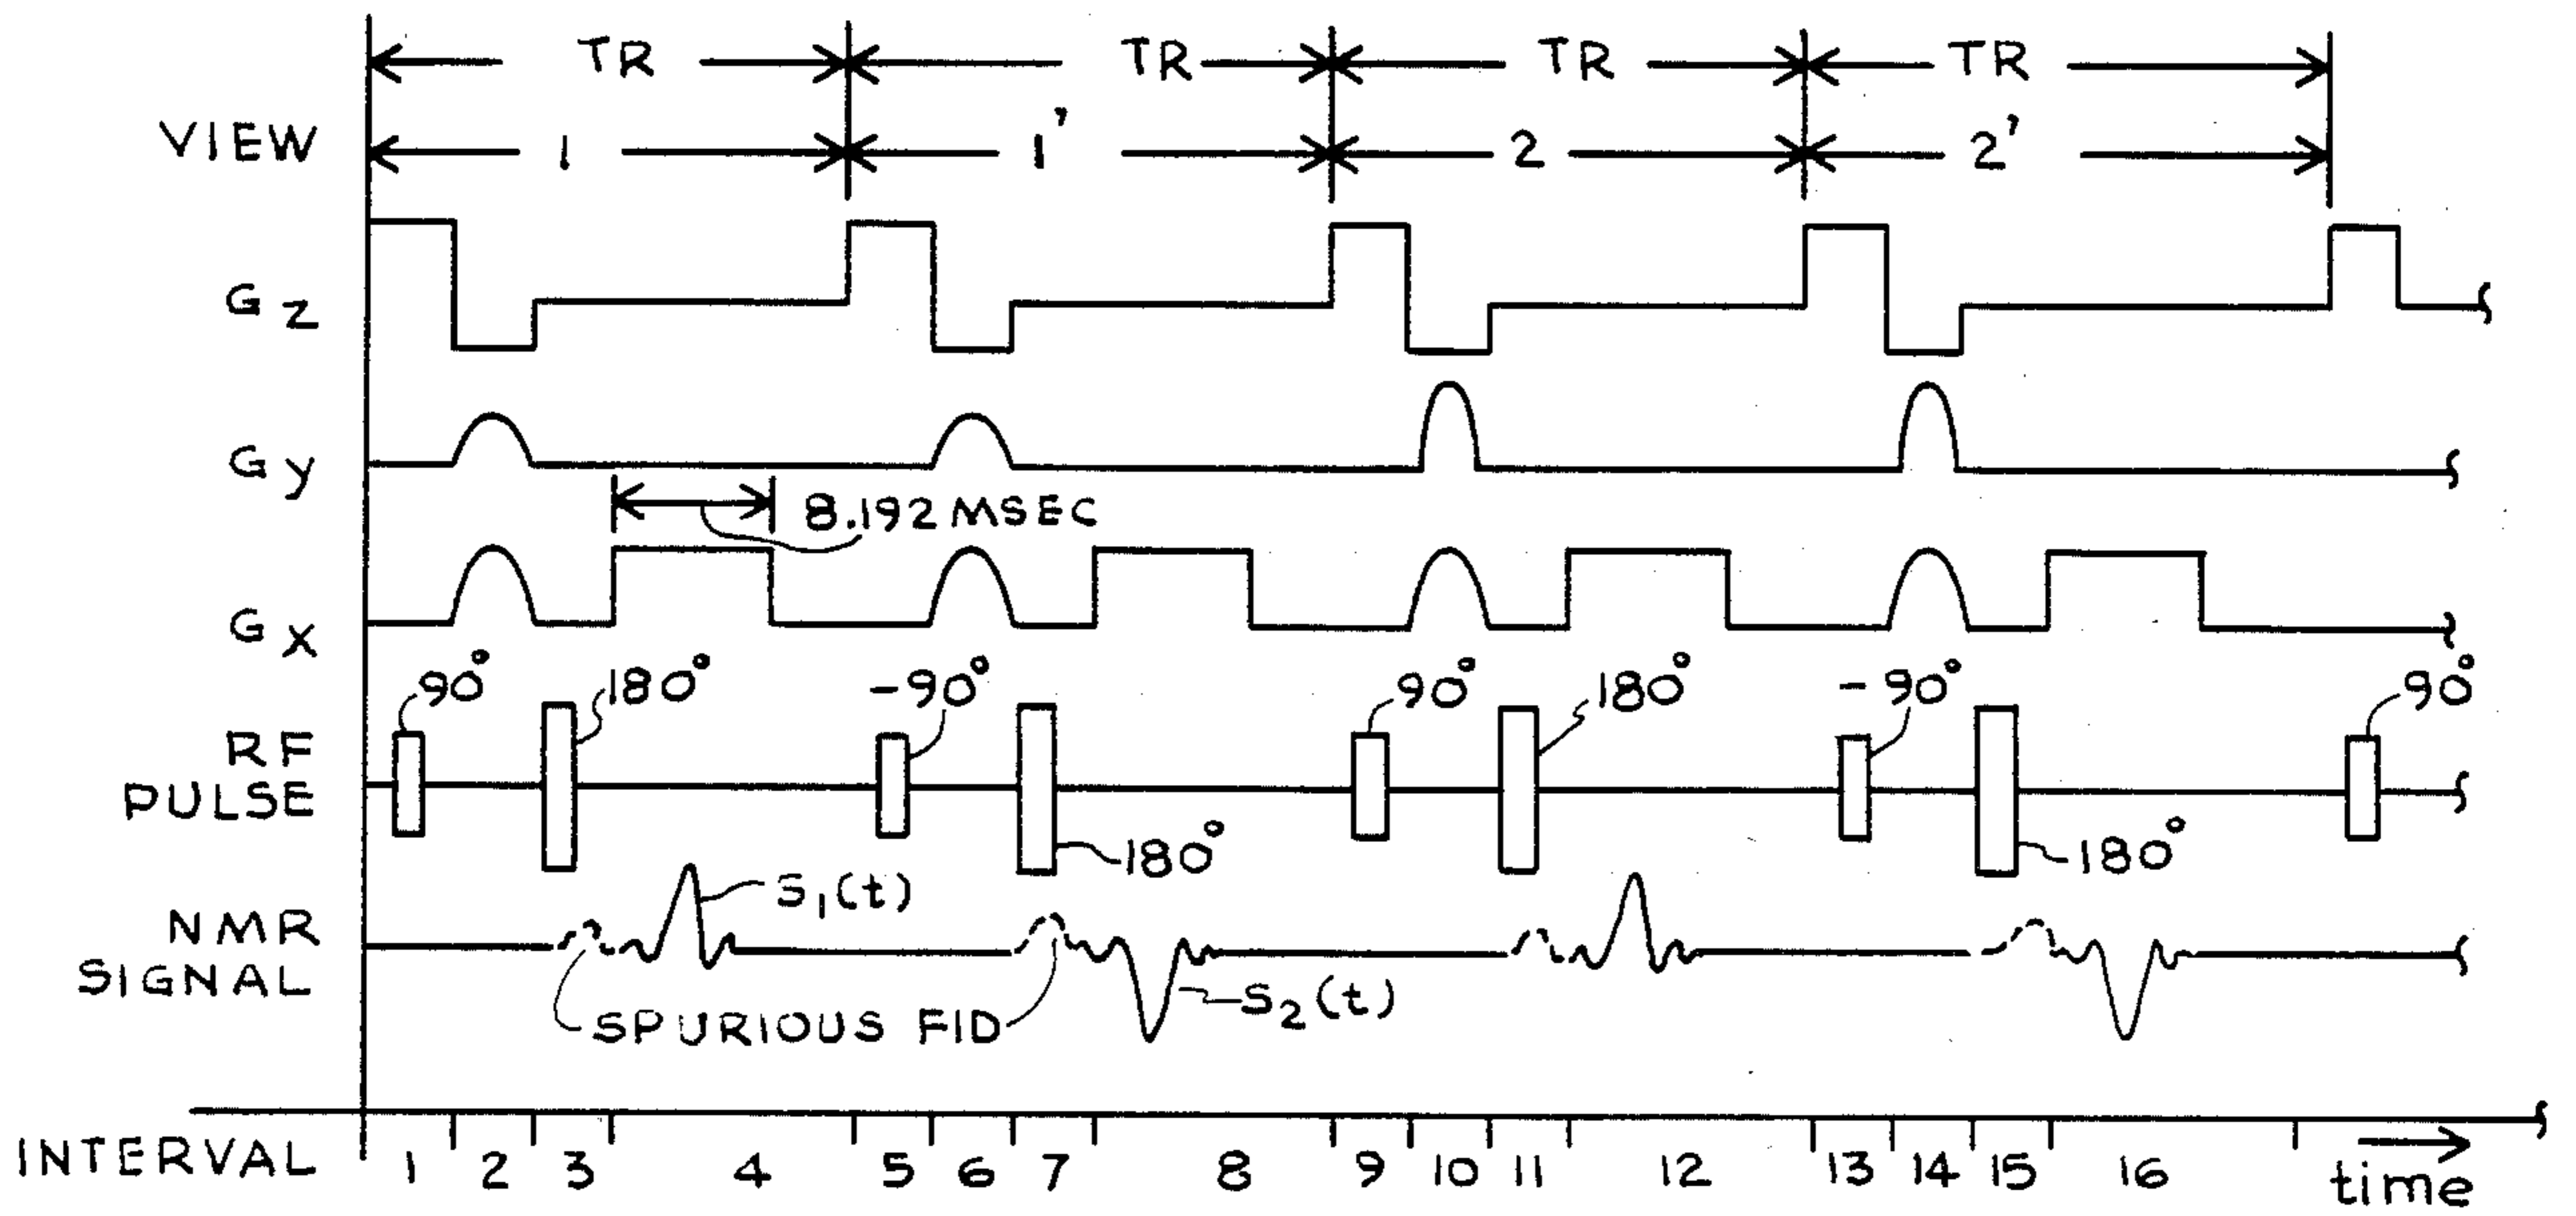 TR TR TR TR
VIEW 1 1' 2 2'
GZ
Gy
8.192 MSEC
GX
90° 180° -90° 90° 180° -90° 90°
RF PULSE
180° 180°
S1(t)
NMR SIGNAL
S2(t)
SPURIOUS FID
INTERVAL 1 2 3 4 5 6 7 8 9 10 11 12 13 14 15 16 time